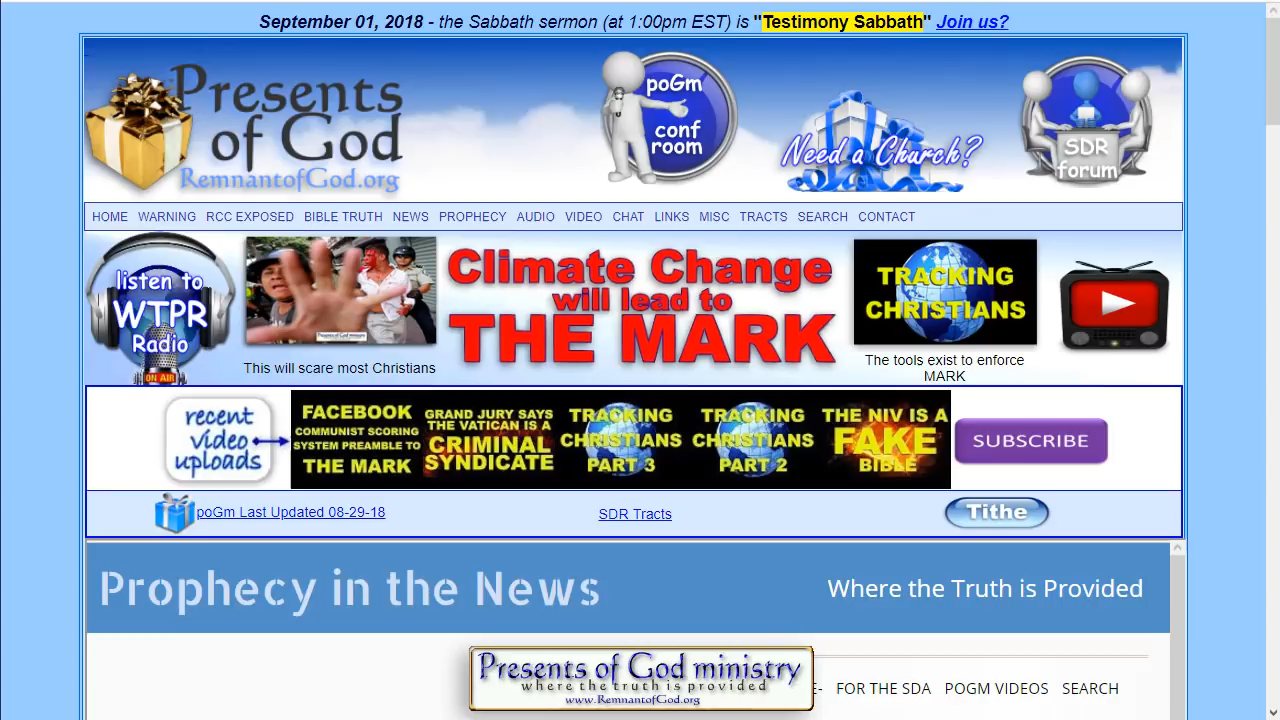 September 01, 2018 - the Sabbath sermon (at 1:00pm EST) is "Testimony Sabbath" Join us?
Presents
of God
RemnantofGod.org
poGm
conf
room
Need a Church?
SDR
forum
HOME WARNING RCC EXPOSED BIBLE TRUTH NEWS PROPHECY AUDIO VIDEO CHAT LINKS MISC TRACTS SEARCH CONTACT
listen to
WTPR
Radio
ON AIR
This will scare most Christians
Climate Change
will lead to
THE MARK
TRACKING
CHRISTIANS
The tools exist to enforce
MARK
recent
video
uploads
FACEBOOK
COMMUNIST SCORING
SYSTEM PREAMBLE TO
THE MARK
GRAND JURY SAYS
THE VATICAN IS A
CRIMINAL
SYNDICATE
TRACKING
CHRISTIANS
PART 3
TRACKING
CHRISTIANS
PART 2
THE NIV IS A
FAKE
BIBLE
SUBSCRIBE
poGm Last Updated 08-29-18
SDR Tracts
Tithe
Prophecy in the News
Where the Truth is Provided
Presents of God ministry
where the truth is provided
www.RemnantofGod.org
E- FOR THE SDA POGM VIDEOS SEARCH